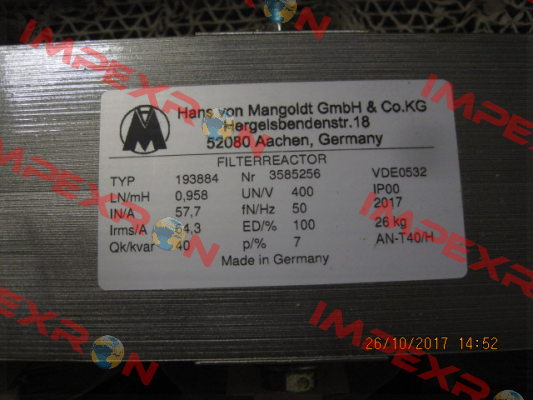 Hans von Mangoldt GmbH & Co.KG
Hergelsbendenstr.18
52080 Aachen, Germany
FILTERREACTOR
TYP 193884 Nr 3585256 VDE0532
LN/mH 0,958 UN/V 400 IP00
IN/A 57,7 fN/Hz 50 2017
Irms/A 64,3 ED/% 100 26 kg
Qk/kvar 40 p/% 7 AN-T40/H
Made in Germany
26/10/2017 14:52
IMPEXRON
IMPEXRON
IMPEXRON
IMPEXRON